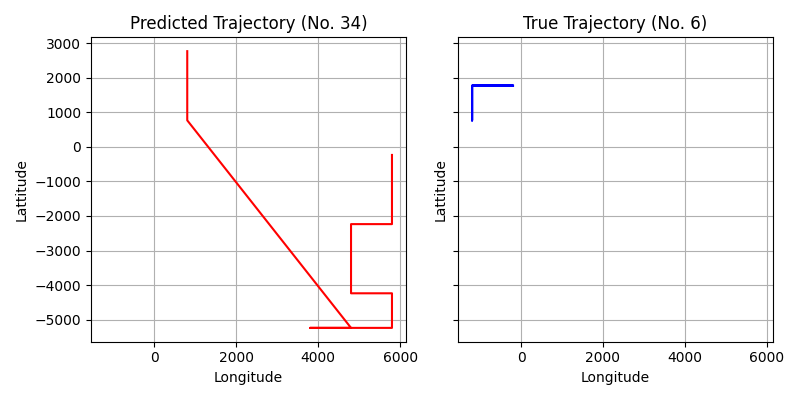 Predicted Trajectory (No. 34)
True Trajectory (No. 6)
3000
2000
1000
0
−1000
−2000
−3000
−4000
−5000
Lattitude
Lattitude
0 2000 4000 6000
0 2000 4000 6000
Longitude
Longitude